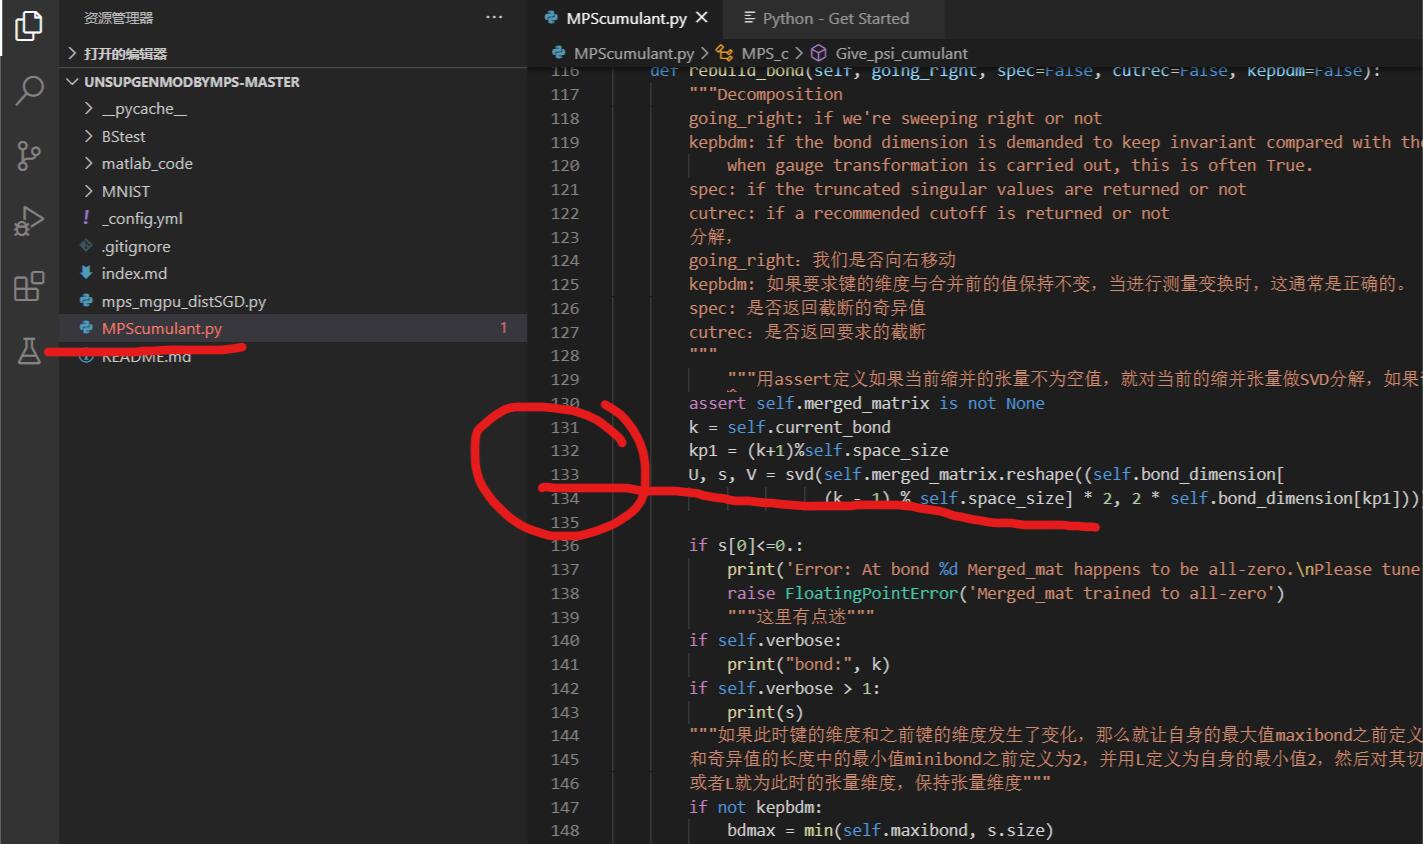 资源管理器
···
MPScumulant.py
Python - Get Started
打开的编辑器
MPScumulant.py > MPS_c > Give_psi_cumulant
UNSUPGENMODBYMPS-MASTER
__pycache__
BStest
matlab_code
MNIST
! _config.yml
.gitignore
index.md
mps_mgpu_distSGD.py
MPScumulant.py 1
README.md
116 def rebuild_bond(self, going_right, spec=False, cutrec=False, kepbdm=False):
117 """Decomposition
118 going_right: if we're sweeping right or not
119 kepbdm: if the bond dimension is demanded to keep invariant compared with the
120 when gauge transformation is carried out, this is often True.
121 spec: if the truncated singular values are returned or not
122 cutrec: if a recommended cutoff is returned or not
123 分解，
124 going_right：我们是否向右移动
125 kepbdm: 如果要求键的维度与合并前的值保持不变，当进行测量变换时，这通常是正确的。
126 spec: 是否返回截断的奇异值
127 cutrec：是否返回要求的截断
128 """
129 """用assert定义如果当前缩并的张量不为空值，就对当前的缩并张量做SVD分解，如果
130 assert self.merged_matrix is not None
131 k = self.current_bond
132 kp1 = (k+1)%self.space_size
133 U, s, V = svd(self.merged_matrix.reshape((self.bond_dimension[
134 (k - 1) % self.space_size] * 2, 2 * self.bond_dimension[kp1])))
135
136 if s[0]<=0.:
137 print('Error: At bond %d Merged_mat happens to be all-zero.\nPlease tune
138 raise FloatingPointError('Merged_mat trained to all-zero')
139 """这里有点迷"""
140 if self.verbose:
141 print("bond:", k)
142 if self.verbose > 1:
143 print(s)
144 """如果此时键的维度和之前键的维度发生了变化，那么就让自身的最大值maxibond之前定义
145 和奇异值的长度中的最小值minibond之前定义为2，并用L定义为自身的最小值2，然后对其切
146 或者L就为此时的张量维度，保持张量维度"""
147 if not kepbdm:
148 bdmax = min(self.maxibond, s.size)